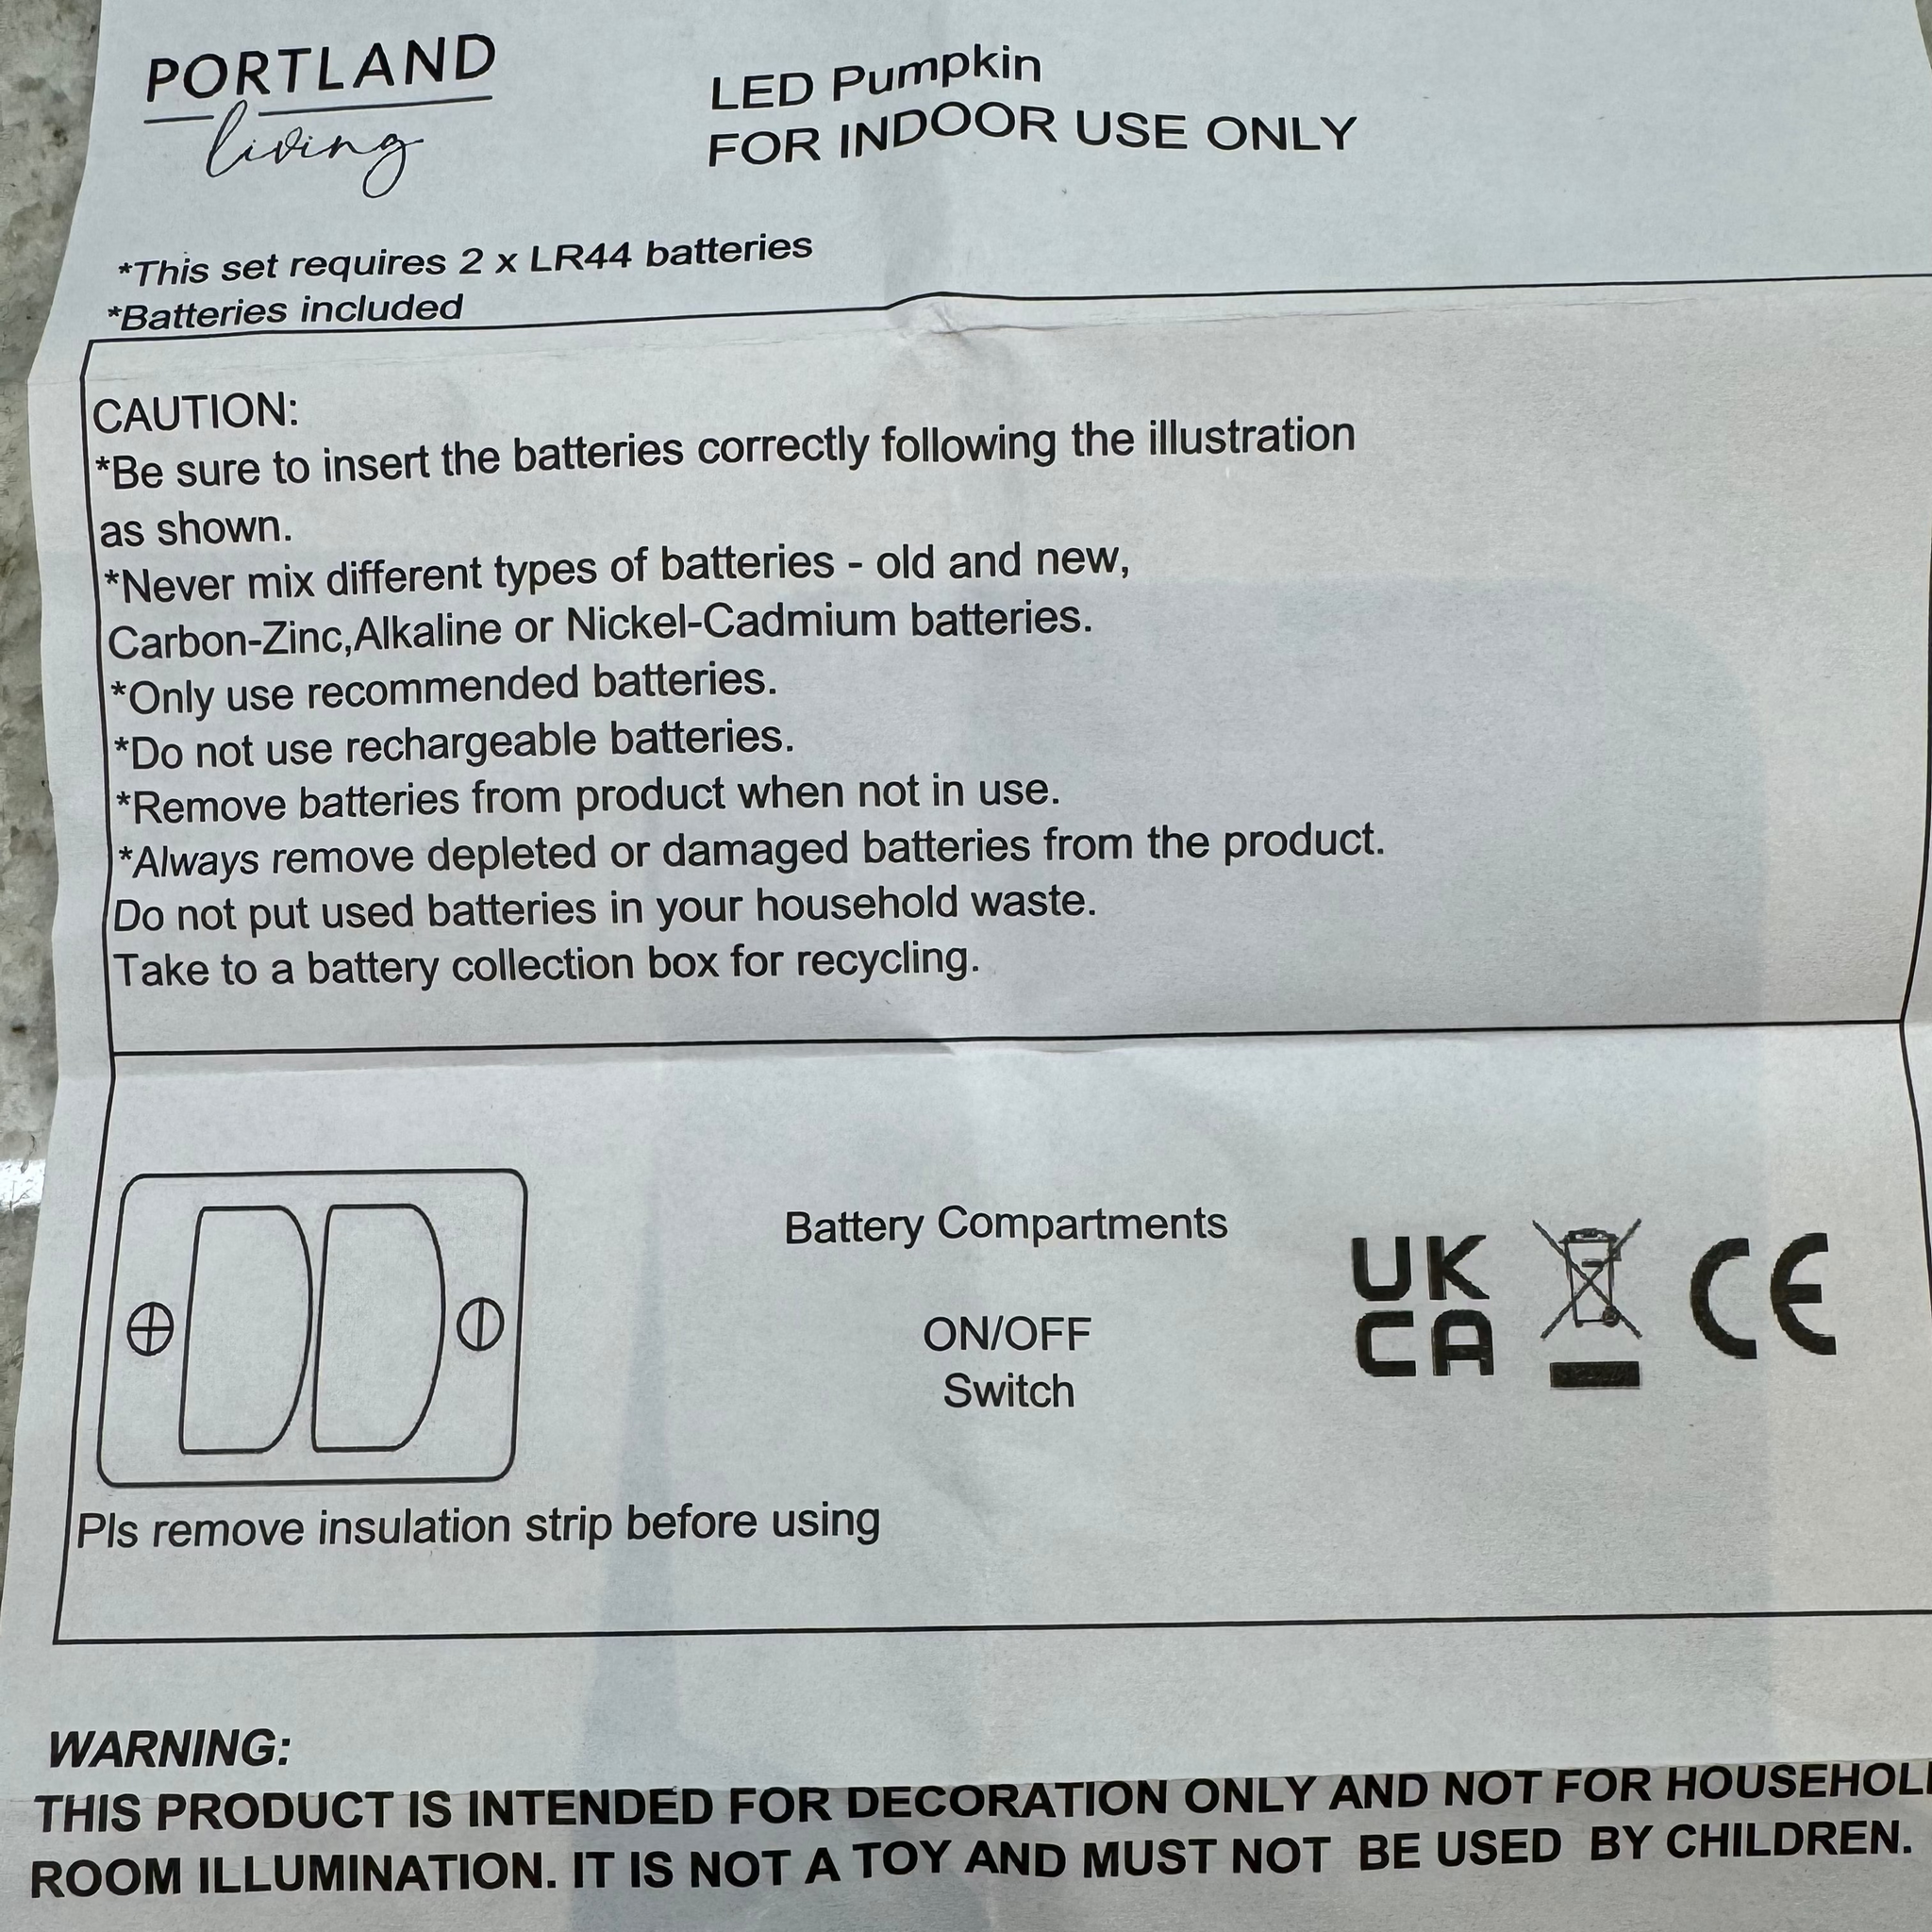 PORTLAND
living
LED Pumpkin
FOR INDOOR USE ONLY
*This set requires 2 x LR44 batteries
*Batteries included
CAUTION:
*Be sure to insert the batteries correctly following the illustration
as shown.
*Never mix different types of batteries - old and new,
Carbon-Zinc,Alkaline or Nickel-Cadmium batteries.
*Only use recommended batteries.
*Do not use rechargeable batteries.
*Remove batteries from product when not in use.
*Always remove depleted or damaged batteries from the product.
Do not put used batteries in your household waste.
Take to a battery collection box for recycling.
Battery Compartments
ON/OFF
Switch
UK
CA
CE
Pls remove insulation strip before using
WARNING:
THIS PRODUCT IS INTENDED FOR DECORATION ONLY AND NOT FOR HOUSEHOL
ROOM ILLUMINATION. IT IS NOT A TOY AND MUST NOT BE USED BY CHILDREN.